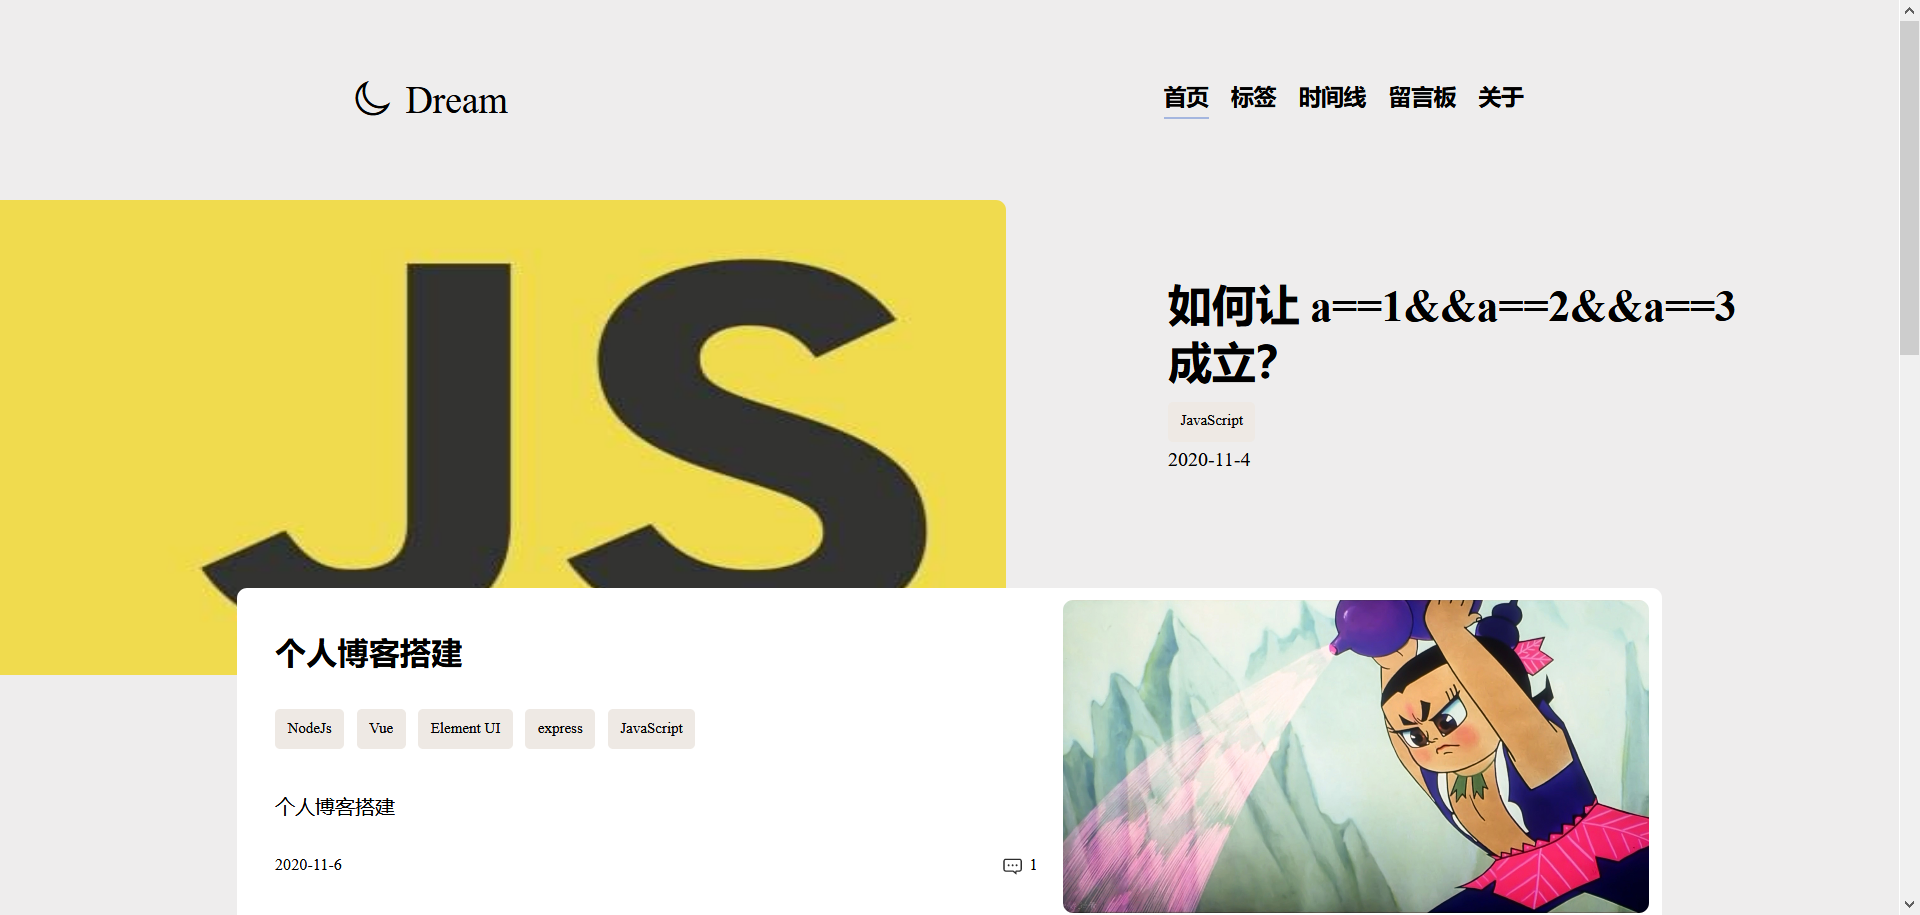 Dream
首页 标签 时间线 留言板 关于
JS
如何让 a==1&&a==2&&a==3
成立?
JavaScript
2020-11-4
个人博客搭建
NodeJs Vue Element UI express JavaScript
个人博客搭建
2020-11-6
1